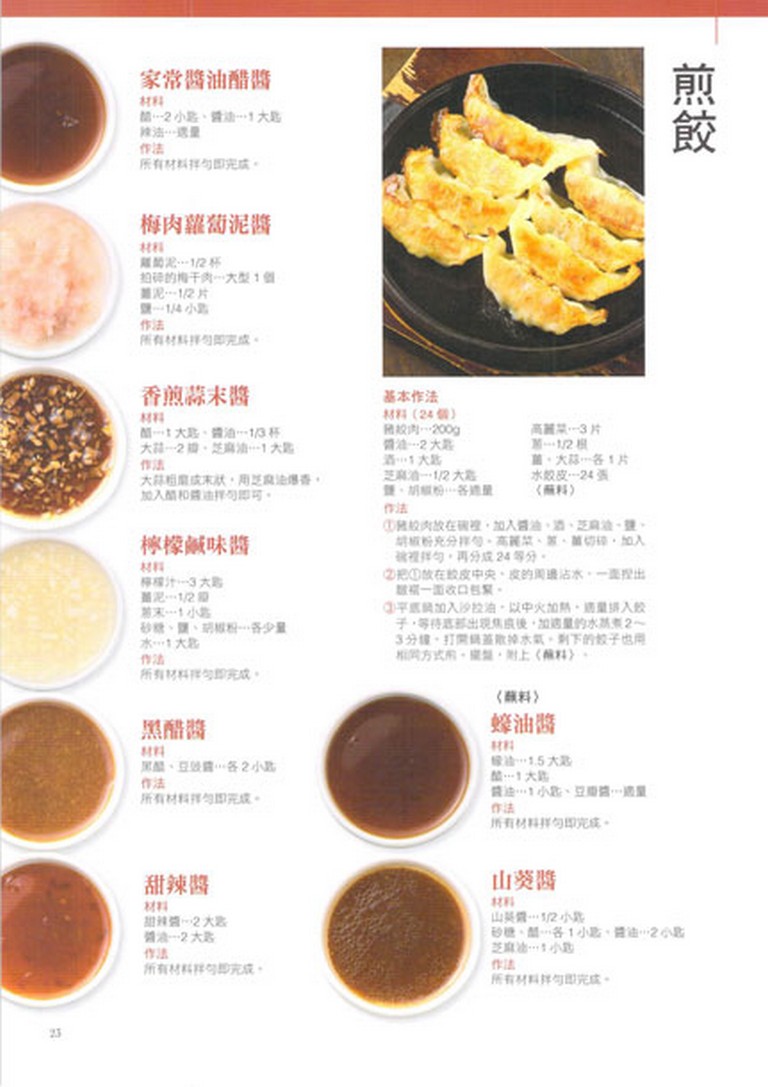 煎餃
家常醬油醋醬
材料
醋…2 小匙、醬油…1 大匙
辣油…適量
作法
所有材料拌勻即完成。
梅肉蘿蔔泥醬
材料
蘿蔔泥…1/2 杯
拍碎的梅干肉…大型 1 個
薑泥…1/2 片
鹽…1/4 小匙
作法
所有材料拌勻即完成。
香煎蒜末醬
材料
醋…1 大匙、醬油…1/3 杯
大蒜…2 瓣、芝麻油…1 大匙
作法
大蒜粗磨成末狀，用芝麻油爆香，
加入醋和醬油拌勻即可。
檸檬鹹味醬
材料
檸檬汁…3 大匙
薑泥…1/2 瓣
蔥末…1 小匙
砂糖、鹽、胡椒粉…各少量
水…1 大匙
作法
所有材料拌勻即完成。
黑醋醬
材料
黑醋、豆豉醬…各 2 小匙
作法
所有材料拌勻即完成。
甜辣醬
材料
甜辣醬…2 大匙
醬油…2 大匙
作法
所有材料拌勻即完成。
基本作法
材料（24 個）
豬絞肉…200g
醬油…2 大匙
酒…1 大匙
芝麻油…1/2 大匙
鹽、胡椒粉…各適量
高麗菜…3 片
蔥…1/2 根
薑、大蒜…各 1 片
水餃皮…24 張
〈蘸料〉
作法
①豬絞肉放在碗裡，加入醬油、酒、芝麻油、鹽、
胡椒粉充分拌勻。高麗菜、蔥、薑切碎，加入
碗裡拌勻，再分成 24 等分。
②把①放在餃皮中央，皮的周邊沾水，一面捏出
皺褶一面收口包緊。
③平底鍋加入沙拉油，以中火加熱，適量排入餃
子，等待底部出現焦痕後，加適量的水蒸煮 2～
3 分鐘，打開鍋蓋散掉水氣。剩下的餃子也用
相同方式煎。擺盤，附上〈蘸料〉。
〈蘸料〉
蠔油醬
材料
蠔油…1.5 大匙
醋…1 大匙
醬油…1 小匙、豆瓣醬…適量
作法
所有材料拌勻即完成。
山葵醬
材料
山葵醬…1/2 小匙
砂糖、醋…各 1 小匙、醬油…2 小匙
芝麻油…1 小匙
作法
所有材料拌勻即完成。
23